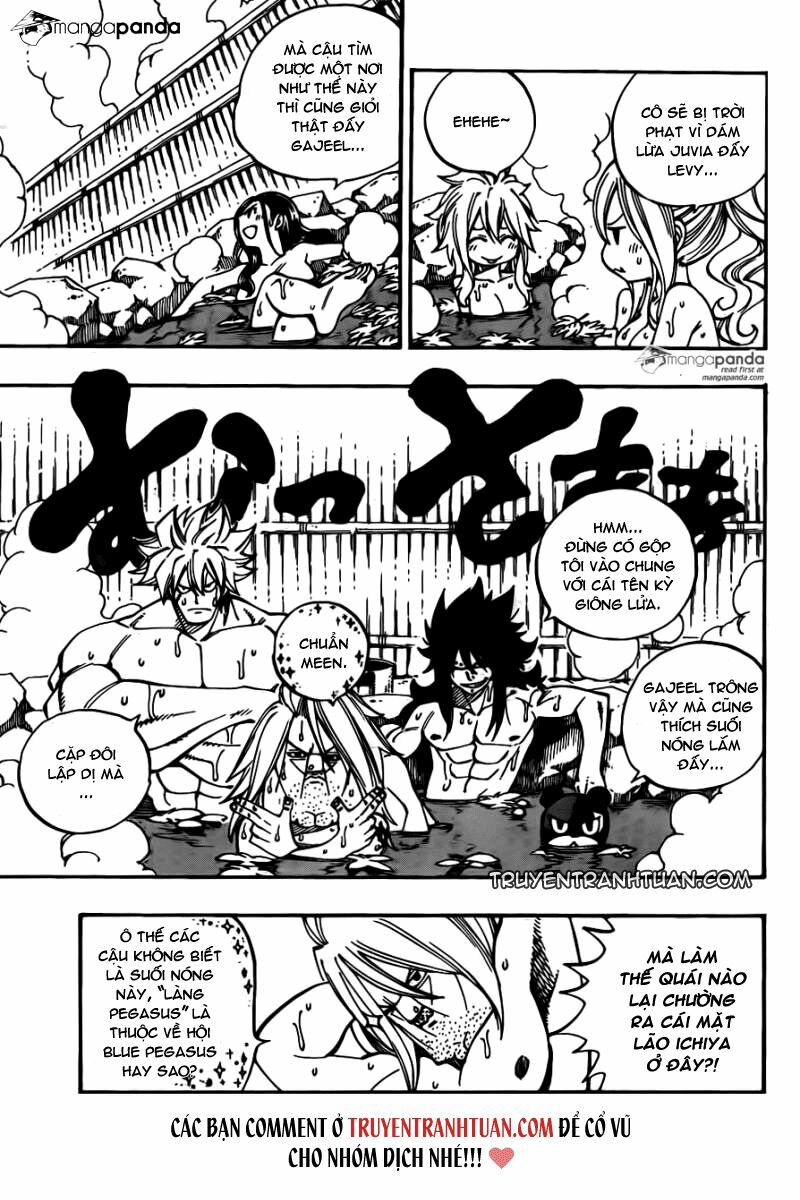 mangapanda
MÀ CẬU TÌM
ĐƯỢC MỘT NƠI
NHƯ THẾ NÀY
THÌ CŨNG GIỎI
THẬT ĐẤY
GAJEEL...
EHEHE~
CÔ SẼ BỊ TRỜI
PHẠT VÌ DÁM
LỪA JUVIA ĐẤY
LEVY...
mangapanda
read first at
mangapanda.com
おっさぁぁ
HMM...
ĐỪNG CÓ GỘP
TÔI VÀO CHUNG
VỚI CÁI TÊN KỲ
GIÔNG LỬA.
CHUẨN
MEEN.
GAJEEL TRÔNG
VẬY MÀ CŨNG
THÍCH SUỐI
NÓNG LẮM
ĐẤY...
CẶP ĐÔI
LẬP DỊ MÀ
...
TRUYENTRANHTUAN.COM
Ô THẾ CÁC
CẬU KHÔNG BIẾT
LÀ SUỐI NÓNG
NÀY, "LÀNG
PEGASUS" LÀ
THUỘC VỀ HỘI
BLUE PEGASUS
HAY SAO?
MÀ LÀM
THẾ QUÁI NÀO
LẠI CHƯỜNG
RA CÁI MẶT
LÃO ICHIYA
Ở ĐÂY?!
CÁC BẠN COMMENT Ở TRUYENTRANHTUAN.COM ĐỂ CỔ VŨ
CHO NHÓM DỊCH NHÉ!!! ❤